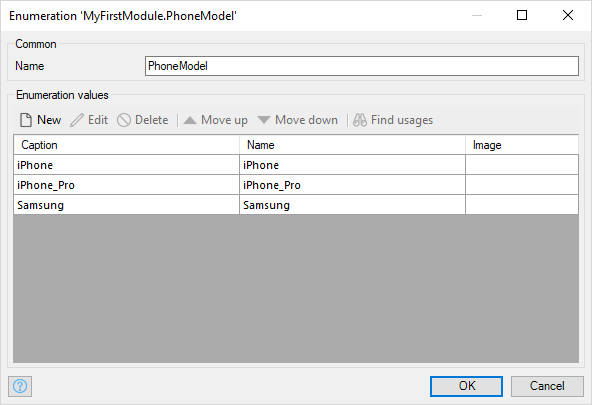 Enumeration 'MyFirstModule.PhoneModel'
Common
Name PhoneModel
Enumeration values
New Edit Delete Move up Move down Find usages
Caption Name Image
iPhone iPhone
iPhone_Pro iPhone_Pro
Samsung Samsung
? OK Cancel